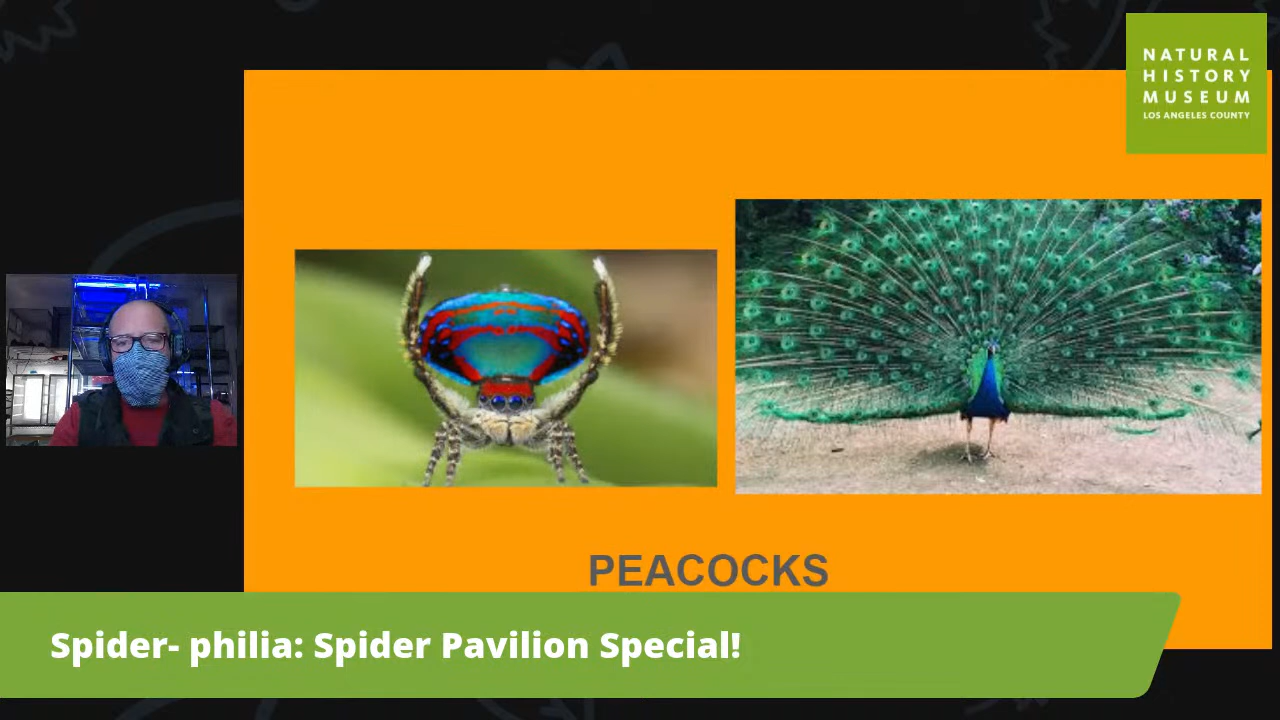 NATURAL
HISTORY
MUSEUM
LOS ANGELES COUNTY
PEACOCKS
Spider- philia: Spider Pavilion Special!